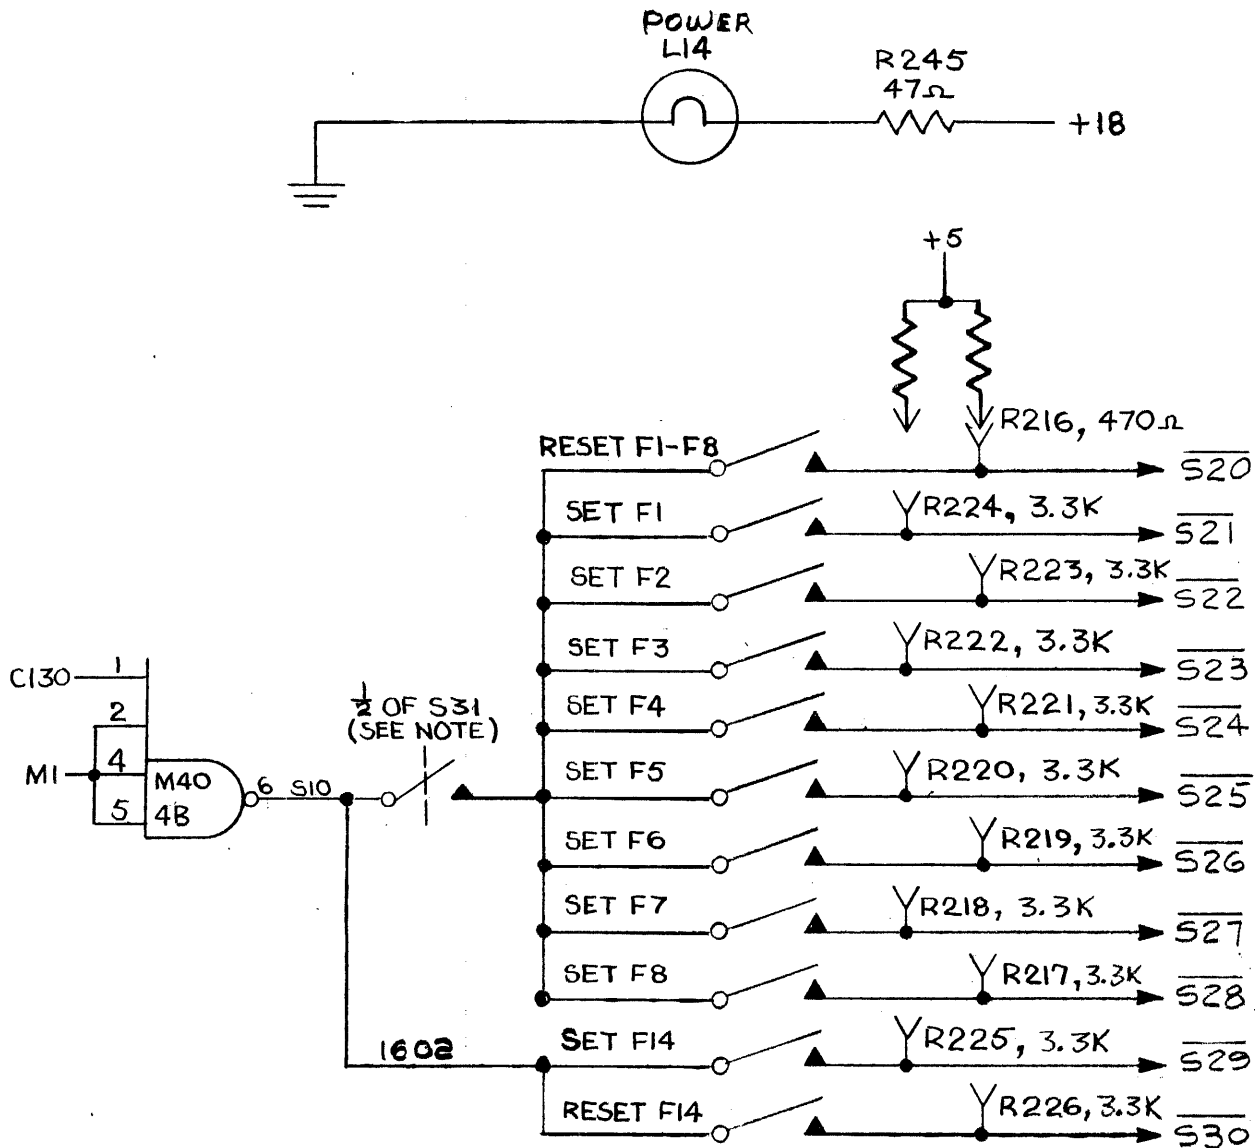 POWER
L14
R245
47Ω
+18
+5
RESET F1-F8
R216, 470Ω
S20
SET F1
R224, 3.3K
S21
SET F2
R223, 3.3K
S22
SET F3
R222, 3.3K
S23
C130
1
2
M1
4
5
M40
4B
6
S10
½ OF S31
(SEE NOTE)
SET F4
R221, 3.3K
S24
SET F5
R220, 3.3K
S25
SET F6
R219, 3.3K
S26
SET F7
R218, 3.3K
S27
SET F8
R217, 3.3K
S28
1602
SET F14
R225, 3.3K
S29
RESET F14
R226, 3.3K
S30